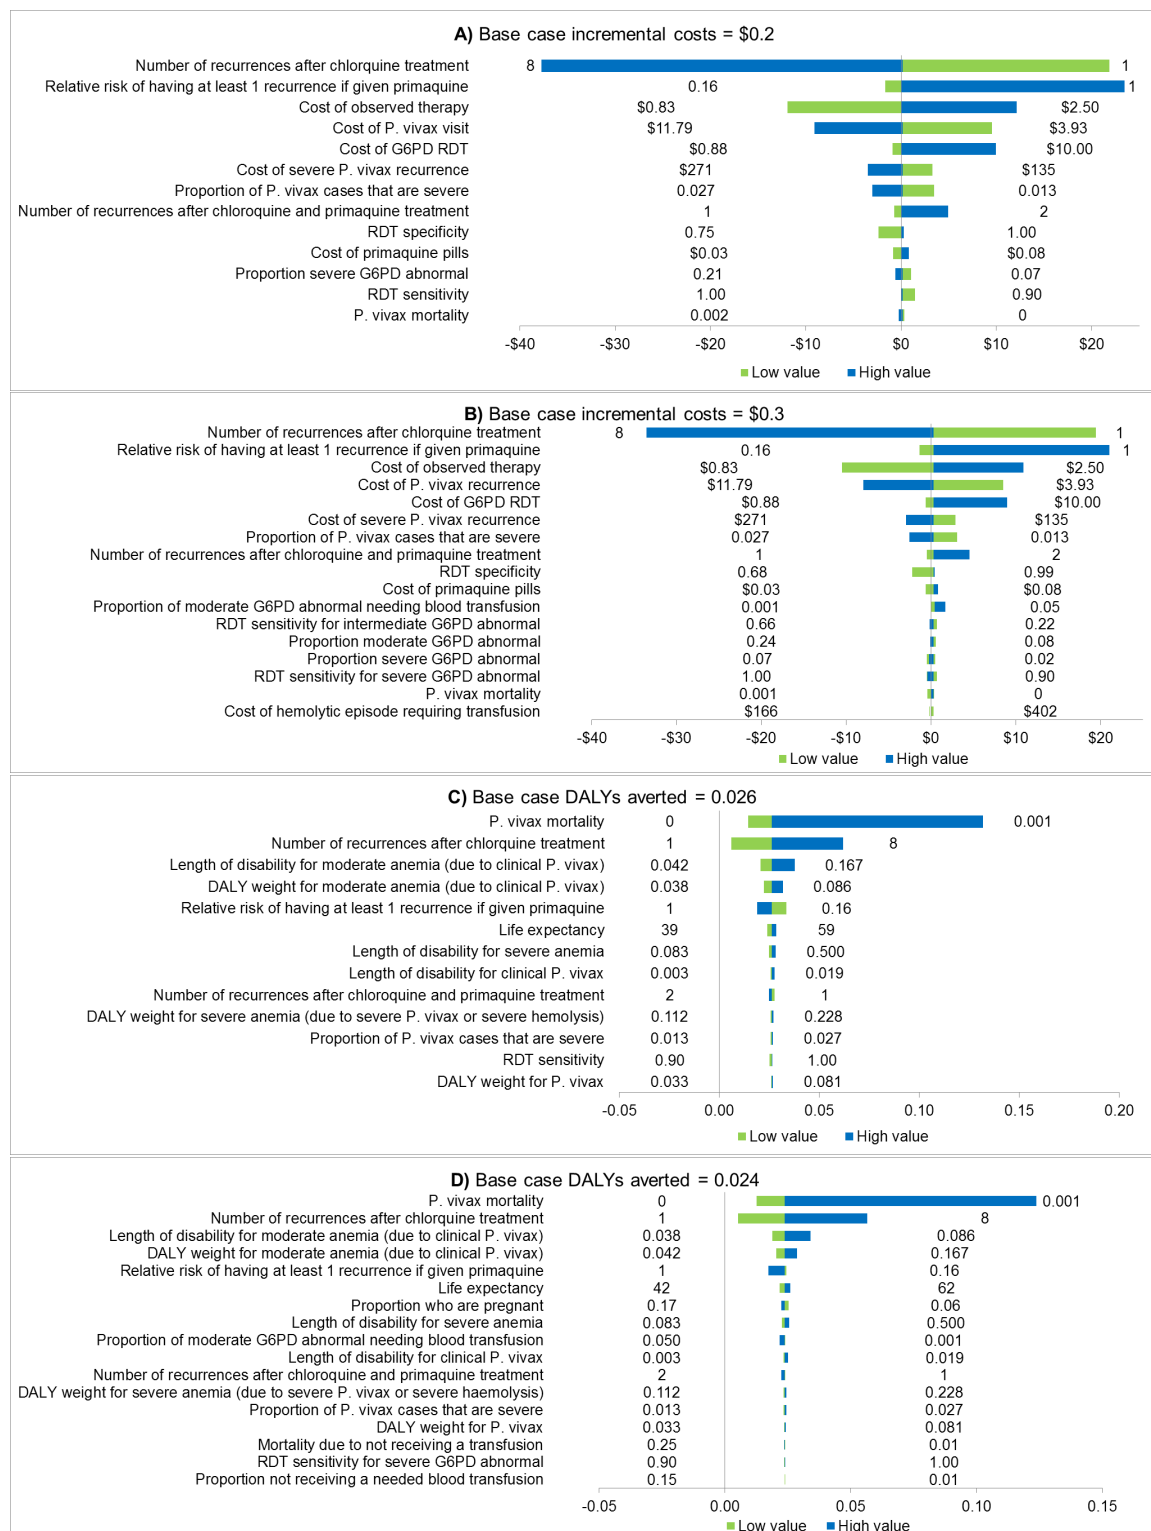 A) Base case incremental costs = $0.2
Number of recurrences after chlorquine treatment 8 1
Relative risk of having at least 1 recurrence if given primaquine 0.16 1
Cost of observed therapy $0.83 $2.50
Cost of P. vivax visit $11.79 $3.93
Cost of G6PD RDT $0.88 $10.00
Cost of severe P. vivax recurrence $271 $135
Proportion of P. vivax cases that are severe 0.027 0.013
Number of recurrences after chloroquine and primaquine treatment 1 2
RDT specificity 0.75 1.00
Cost of primaquine pills $0.03 $0.08
Proportion severe G6PD abnormal 0.21 0.07
RDT sensitivity 1.00 0.90
P. vivax mortality 0.002 0
-$40 -$30 -$20 -$10 $0 $10 $20
Low value High value
B) Base case incremental costs = $0.3
Number of recurrences after chlorquine treatment 8 1
Relative risk of having at least 1 recurrence if given primaquine 0.16 1
Cost of observed therapy $0.83 $2.50
Cost of P. vivax recurrence $11.79 $3.93
Cost of G6PD RDT $0.88 $10.00
Cost of severe P. vivax recurrence $271 $135
Proportion of P. vivax cases that are severe 0.027 0.013
Number of recurrences after chloroquine and primaquine treatment 1 2
RDT specificity 0.68 0.99
Cost of primaquine pills $0.03 $0.08
Proportion of moderate G6PD abnormal needing blood transfusion 0.001 0.05
RDT sensitivity for intermediate G6PD abnormal 0.66 0.22
Proportion moderate G6PD abnormal 0.24 0.08
Proportion severe G6PD abnormal 0.07 0.02
RDT sensitivity for severe G6PD abnormal 1.00 0.90
P. vivax mortality 0.001 0
Cost of hemolytic episode requiring transfusion $166 $402
-$40 -$30 -$20 -$10 $0 $10 $20
Low value High value
C) Base case DALYs averted = 0.026
P. vivax mortality 0 0.001
Number of recurrences after chlorquine treatment 1 8
Length of disability for moderate anemia (due to clinical P. vivax) 0.042 0.167
DALY weight for moderate anemia (due to clinical P. vivax) 0.038 0.086
Relative risk of having at least 1 recurrence if given primaquine 1 0.16
Life expectancy 39 59
Length of disability for severe anemia 0.083 0.500
Length of disability for clinical P. vivax 0.003 0.019
Number of recurrences after chloroquine and primaquine treatment 2 1
DALY weight for severe anemia (due to severe P. vivax or severe hemolysis) 0.112 0.228
Proportion of P. vivax cases that are severe 0.013 0.027
RDT sensitivity 0.90 1.00
DALY weight for P. vivax 0.033 0.081
-0.05 0.00 0.05 0.10 0.15 0.20
Low value High value
D) Base case DALYs averted = 0.024
P. vivax mortality 0 0.001
Number of recurrences after chlorquine treatment 1 8
Length of disability for moderate anemia (due to clinical P. vivax) 0.038 0.086
DALY weight for moderate anemia (due to clinical P. vivax) 0.042 0.167
Relative risk of having at least 1 recurrence if given primaquine 1 0.16
Life expectancy 42 62
Proportion who are pregnant 0.17 0.06
Length of disability for severe anemia 0.083 0.500
Proportion of moderate G6PD abnormal needing blood transfusion 0.050 0.001
Length of disability for clinical P. vivax 0.003 0.019
Number of recurrences after chloroquine and primaquine treatment 2 1
DALY weight for severe anemia (due to severe P. vivax or severe haemolysis) 0.112 0.228
Proportion of P. vivax cases that are severe 0.013 0.027
DALY weight for P. vivax 0.033 0.081
Mortality due to not receiving a transfusion 0.25 0.01
RDT sensitivity for severe G6PD abnormal 0.90 1.00
Proportion not receiving a needed blood transfusion 0.15 0.01
-0.05 0.00 0.05 0.10 0.15
Low value High value